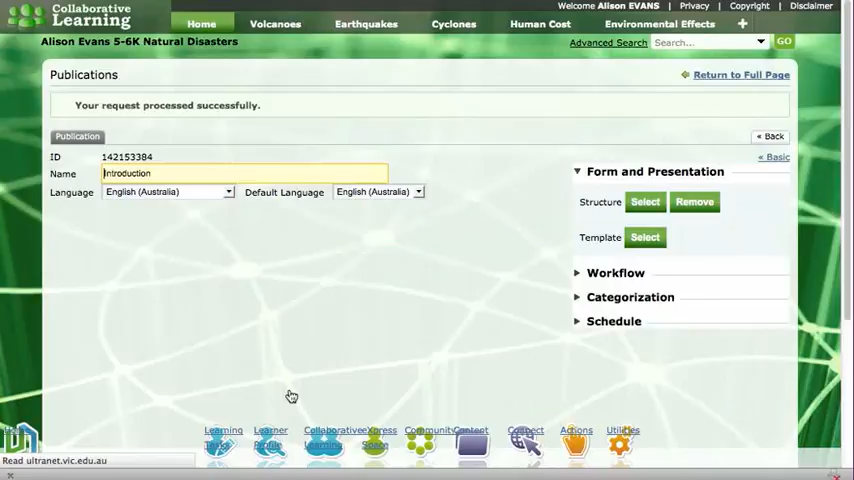 Collaborative
Learning
Welcome Alison EVANS | Privacy | Copyright | Disclaimer
Home Volcanoes Earthquakes Cyclones Human Cost Environmental Effects +
Alison Evans 5-6K Natural Disasters
Advanced Search Search... GO
Publications
Return to Full Page
Your request processed successfully.
Publication
« Back
ID 142153384
« Basic
Name Introduction
Language English (Australia) Default Language English (Australia)
Form and Presentation
Structure Select Remove
Template Select
Workflow
Categorization
Schedule
Learning Tasks
Learner Profile
Collaborative Learning
eXpress Space
Community
Content
Connect
Actions
Utilities
Read ultranet.vic.edu.au